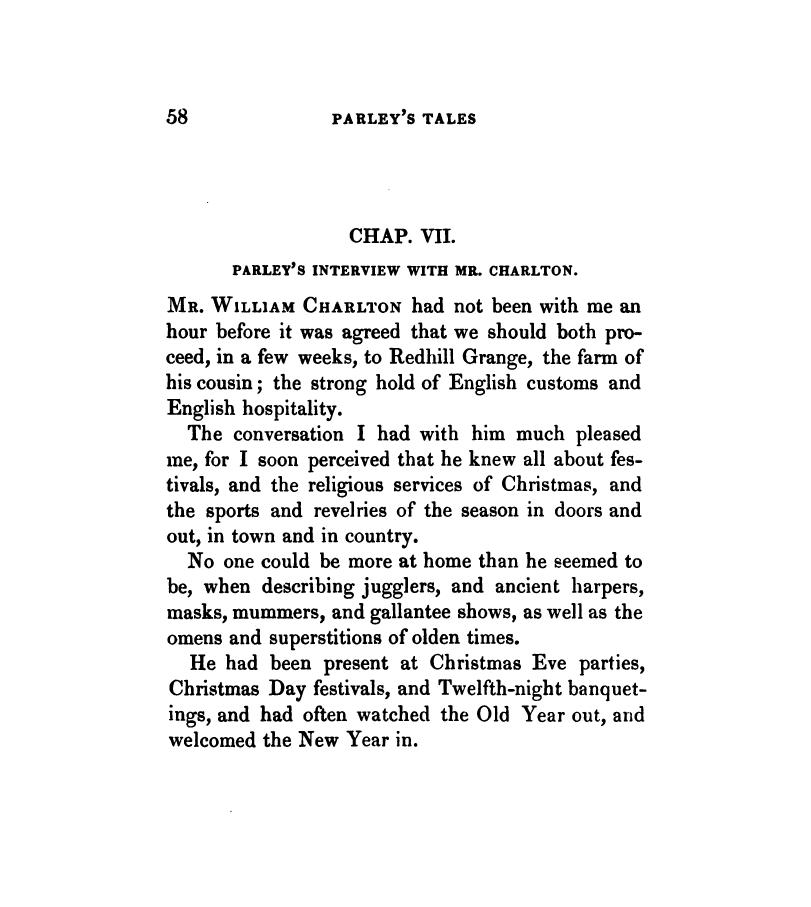 58 PARLEY'S TALES
CHAP. VII.
PARLEY'S INTERVIEW WITH MR. CHARLTON.
MR. WILLIAM CHARLTON had not been with me an
hour before it was agreed that we should both pro-
ceed, in a few weeks, to Redhill Grange, the farm of
his cousin; the strong hold of English customs and
English hospitality.
The conversation I had with him much pleased
me, for I soon perceived that he knew all about fes-
tivals, and the religious services of Christmas, and
the sports and revelries of the season in doors and
out, in town and in country.
No one could be more at home than he seemed to
be, when describing jugglers, and ancient harpers,
masks, mummers, and gallantee shows, as well as the
omens and superstitions of olden times.
He had been present at Christmas Eve parties,
Christmas Day festivals, and Twelfth-night banquet-
ings, and had often watched the Old Year out, and
welcomed the New Year in.